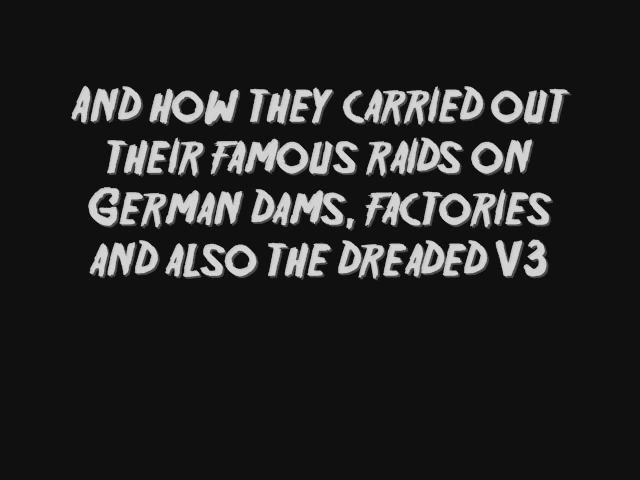 AND HOW THEY CARRIED OUT
THEIR FAMOUS RAIDS ON
GERMAN DAMS, FACTORIES
AND ALSO THE DREADED V3